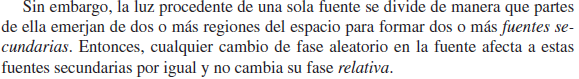 Sin embargo, la luz procedente de una sola fuente se divide de manera que partes
de ella emerjan de dos o más regiones del espacio para formar dos o más fuentes se-
cundarias. Entonces, cualquier cambio de fase aleatorio en la fuente afecta a estas
fuentes secundarias por igual y no cambia su fase relativa.